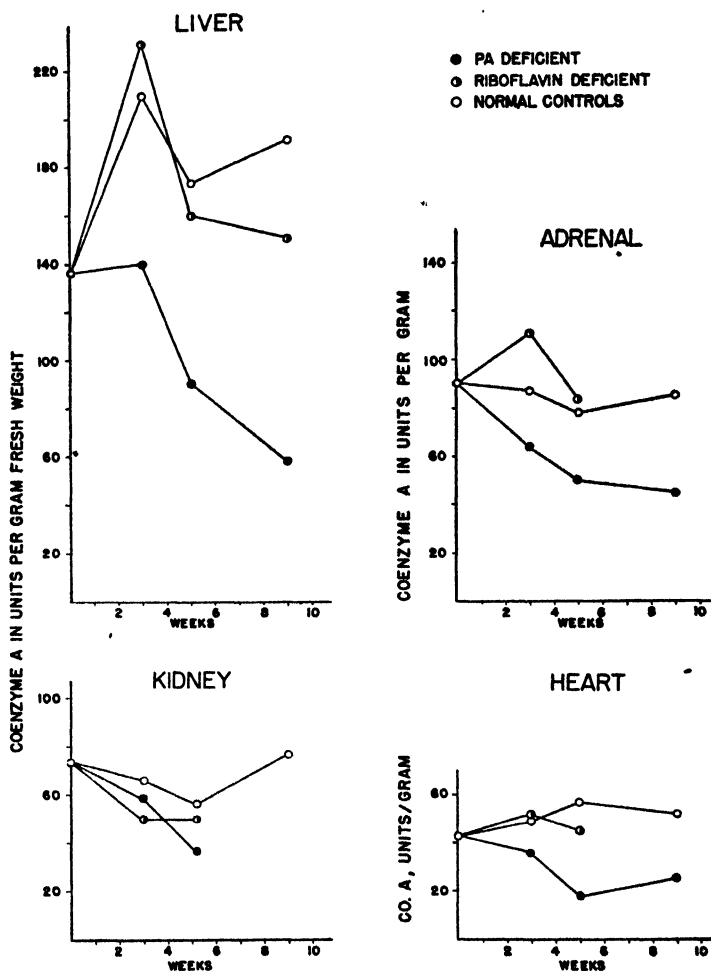 LIVER
PA DEFICIENT
RIBOFLAVIN DEFICIENT
NORMAL CONTROLS
COENZYME A IN UNITS PER GRAM FRESH WEIGHT
220
180
140
100
60
20
2 4 6 8 10
WEEKS
ADRENAL
COENZYME A IN UNITS PER GRAM
140
100
60
20
2 4 6 8 10
WEEKS
KIDNEY
100
60
20
2 4 6 8 10
WEEKS
HEART
CO. A, UNITS/GRAM
60
20
2 4 6 8 10
WEEKS